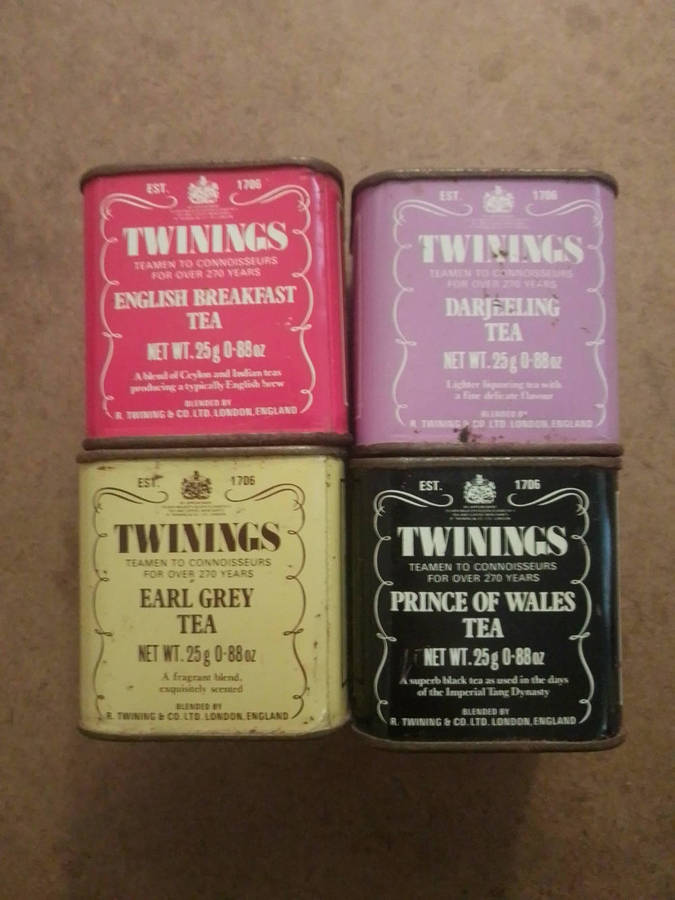 EST. 1706
TWININGS
TEAMEN TO CONNOISSEURS
FOR OVER 270 YEARS
ENGLISH BREAKFAST
TEA
NET WT. 25g 0·88oz
A blend of Ceylon and Indian teas
producing a typically English brew
BLENDED BY
R. TWINING & CO. LTD. LONDON, ENGLAND
EST. 1706
TWININGS
TEAMEN TO CONNOISSEURS
FOR OVER 270 YEARS
DARJEELING
TEA
NET WT. 25g 0·88oz
Lighter liquoring tea with
a fine delicate flavour
BLENDED BY
R. TWINING & CO. LTD. LONDON, ENGLAND
EST. 1706
TWININGS
TEAMEN TO CONNOISSEURS
FOR OVER 270 YEARS
EARL GREY
TEA
NET WT. 25g 0·88oz
A fragrant blend,
exquisitely scented
BLENDED BY
R. TWINING & CO. LTD. LONDON, ENGLAND
EST. 1706
TWININGS
TEAMEN TO CONNOISSEURS
FOR OVER 270 YEARS
PRINCE OF WALES
TEA
NET WT. 25g 0·88oz
A superb black tea as used in the days
of the Imperial Tang Dynasty
BLENDED BY
R. TWINING & CO. LTD. LONDON, ENGLAND